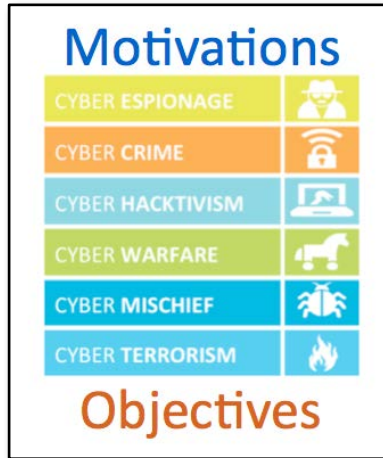 Motivations
CYBER ESPIONAGE
CYBER CRIME
CYBER HACKTIVISM
CYBER WARFARE
CYBER MISCHIEF
CYBER TERRORISM
Objectives